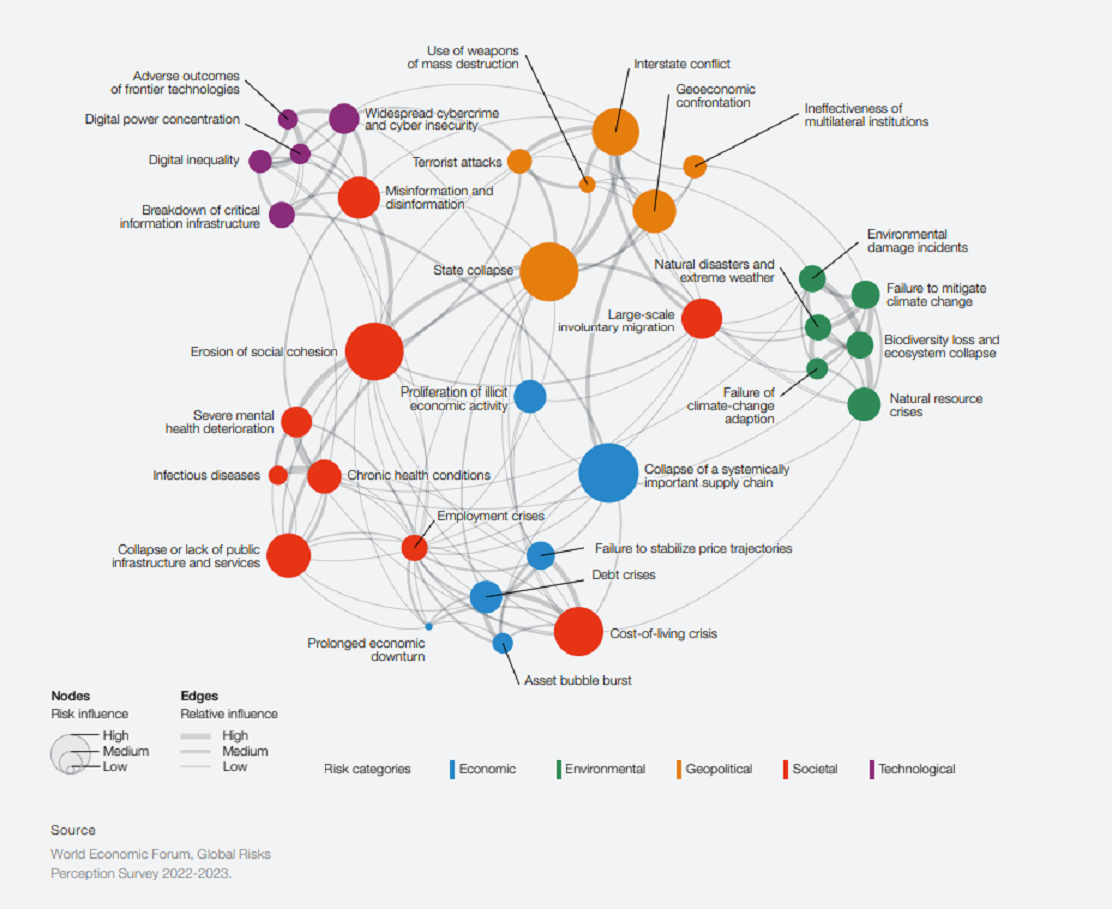 Use of weapons
of mass destruction
Interstate conflict
Adverse outcomes
of frontier technologies
Geoeconomic
confrontation
Ineffectiveness of
multilateral institutions
Digital power concentration
Widespread cybercrime
and cyber insecurity
Digital inequality
Terrorist attacks
Misinformation and
disinformation
Breakdown of critical
information infrastructure
Environmental
damage incidents
State collapse
Natural disasters and
extreme weather
Failure to mitigate
climate change
Large-scale
involuntary migration
Biodiversity loss and
ecosystem collapse
Erosion of social cohesion
Proliferation of illicit
economic activity
Failure of
climate-change
adaption
Natural resource
crises
Severe mental
health deterioration
Infectious diseases
Chronic health conditions
Collapse of a systemically
important supply chain
Employment crises
Collapse or lack of public
infrastructure and services
Failure to stabilize price trajectories
Debt crises
Prolonged economic
downturn
Cost-of-living crisis
Asset bubble burst
Nodes
Risk influence
High
Medium
Low
Edges
Relative influence
High
Medium
Low
Risk categories
Economic
Environmental
Geopolitical
Societal
Technological
Source
World Economic Forum, Global Risks
Perception Survey 2022-2023.